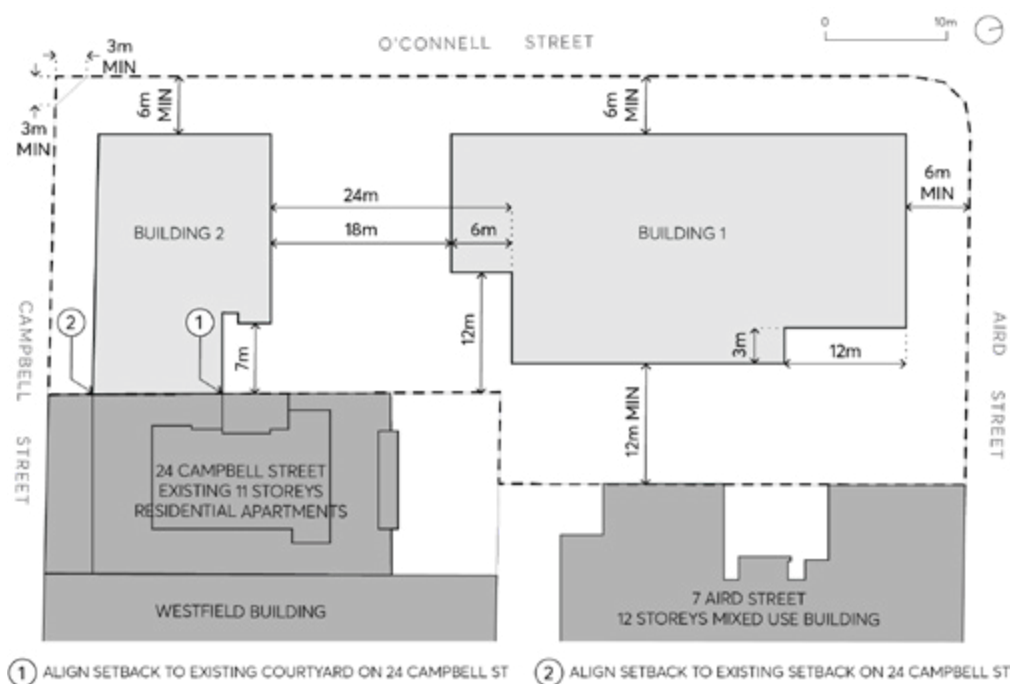 0
10m
O'CONNELL STREET
3m
MIN
3m
MIN
6m
MIN
6m
MIN
6m
MIN
24m
18m
6m
BUILDING 2
BUILDING 1
CAMPBELL STREET
AIRD STREET
2
1
7m
12m
3m
12m
12m MIN
24 CAMPBELL STREET
EXISTING 11 STOREYS
RESIDENTIAL APARTMENTS
WESTFIELD BUILDING
7 AIRD STREET
12 STOREYS MIXED USE BUILDING
1 ALIGN SETBACK TO EXISTING COURTYARD ON 24 CAMPBELL ST
2 ALIGN SETBACK TO EXISTING SETBACK ON 24 CAMPBELL ST